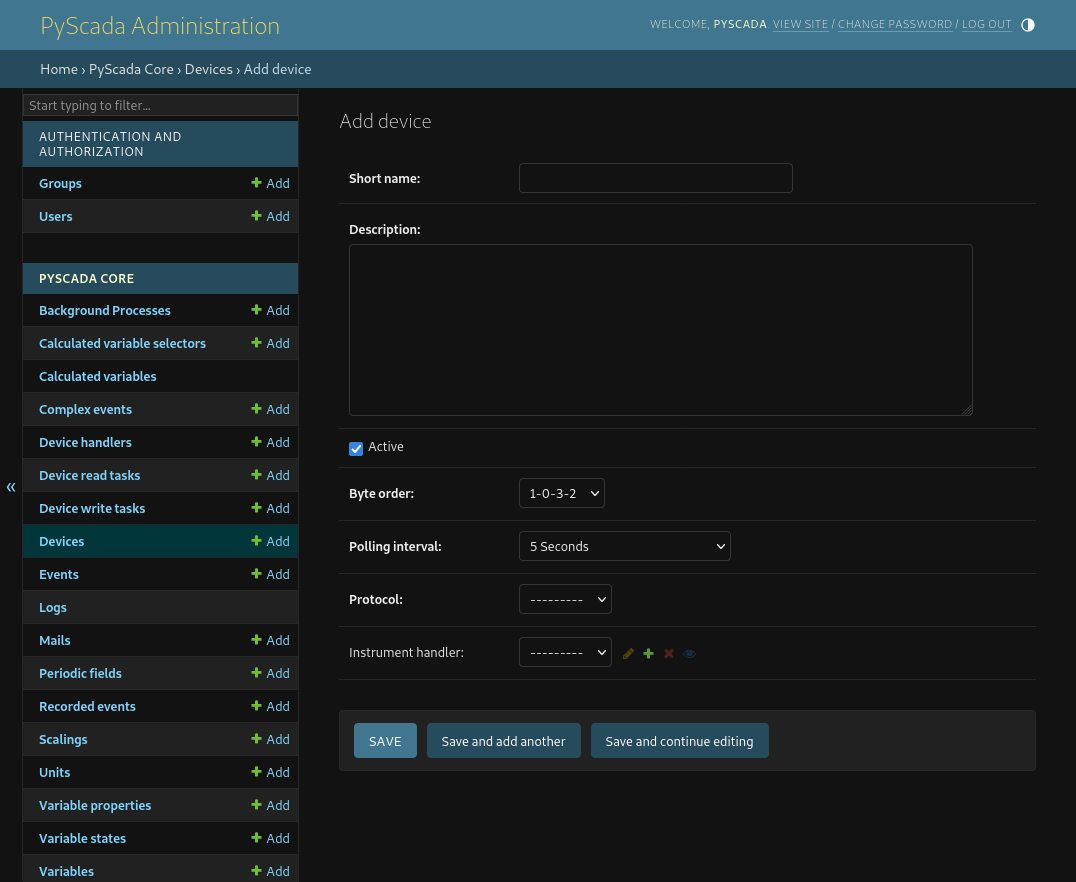 PyScada Administration
WELCOME, PYSCADA. VIEW SITE / CHANGE PASSWORD / LOG OUT
Home › PyScada Core › Devices › Add device
Start typing to filter...
AUTHENTICATION AND
AUTHORIZATION
Groups Add
Users Add
PYSCADA CORE
Background Processes Add
Calculated variable selectors Add
Calculated variables
Complex events Add
Device handlers Add
Device read tasks Add
Device write tasks Add
«
Devices Add
Events Add
Logs
Mails Add
Periodic fields Add
Recorded events Add
Scalings Add
Units Add
Variable properties Add
Variable states Add
Variables Add
Add device
Short name:
Description:
Active
Byte order: 1-0-3-2
Polling interval: 5 Seconds
Protocol: ---------
Instrument handler: ---------
SAVE Save and add another Save and continue editing